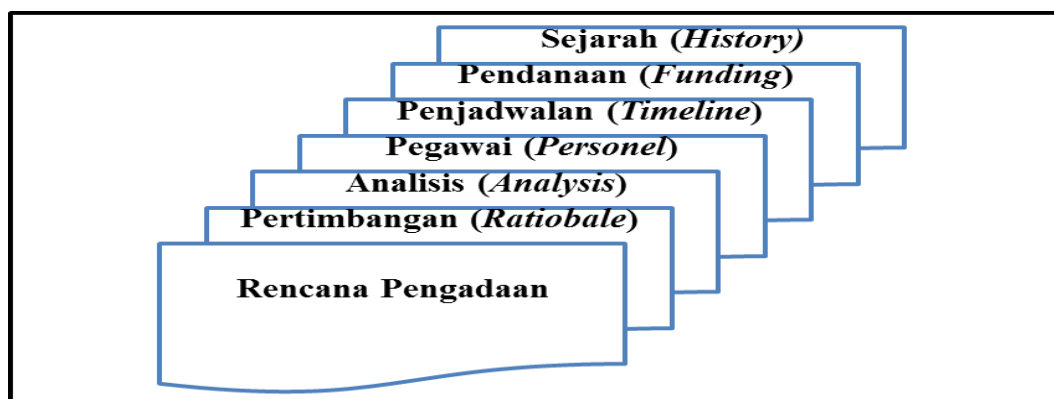 Sejarah (History)
Pendanaan (Funding)
Penjadwalan (Timeline)
Pegawai (Personel)
Analisis (Analysis)
Pertimbangan (Ratiobale)
Rencana Pengadaan